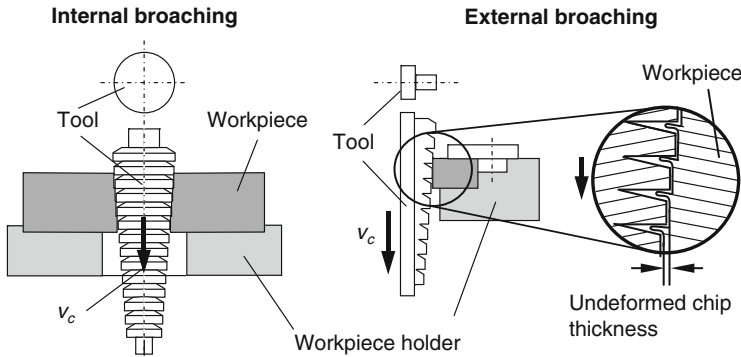 Internal broaching
External broaching
Tool
Workpiece
v_c
Workpiece holder
Tool
v_c
Workpiece
Undeformed chip
thickness